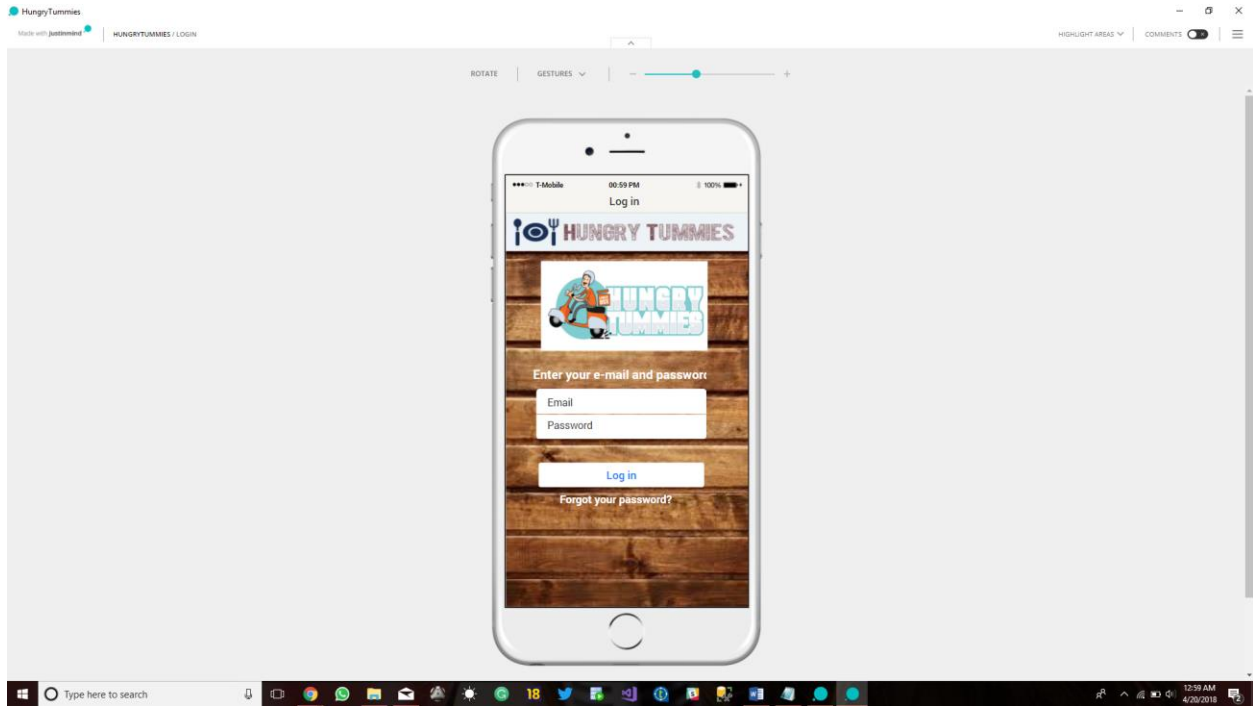 HungryTummies
Made with justinmind
HUNGRYTUMMIES / LOGIN
HIGHLIGHT AREAS
COMMENTS
ROTATE
GESTURES
T-Mobile
00:59 PM
100%
Log in
HUNGRY TUMMIES
HUNGRY
TUMMIES
Enter your e-mail and passwor
Email
Password
Log in
Forgot your password?
Type here to search
18
12:59 AM
4/20/2018
2